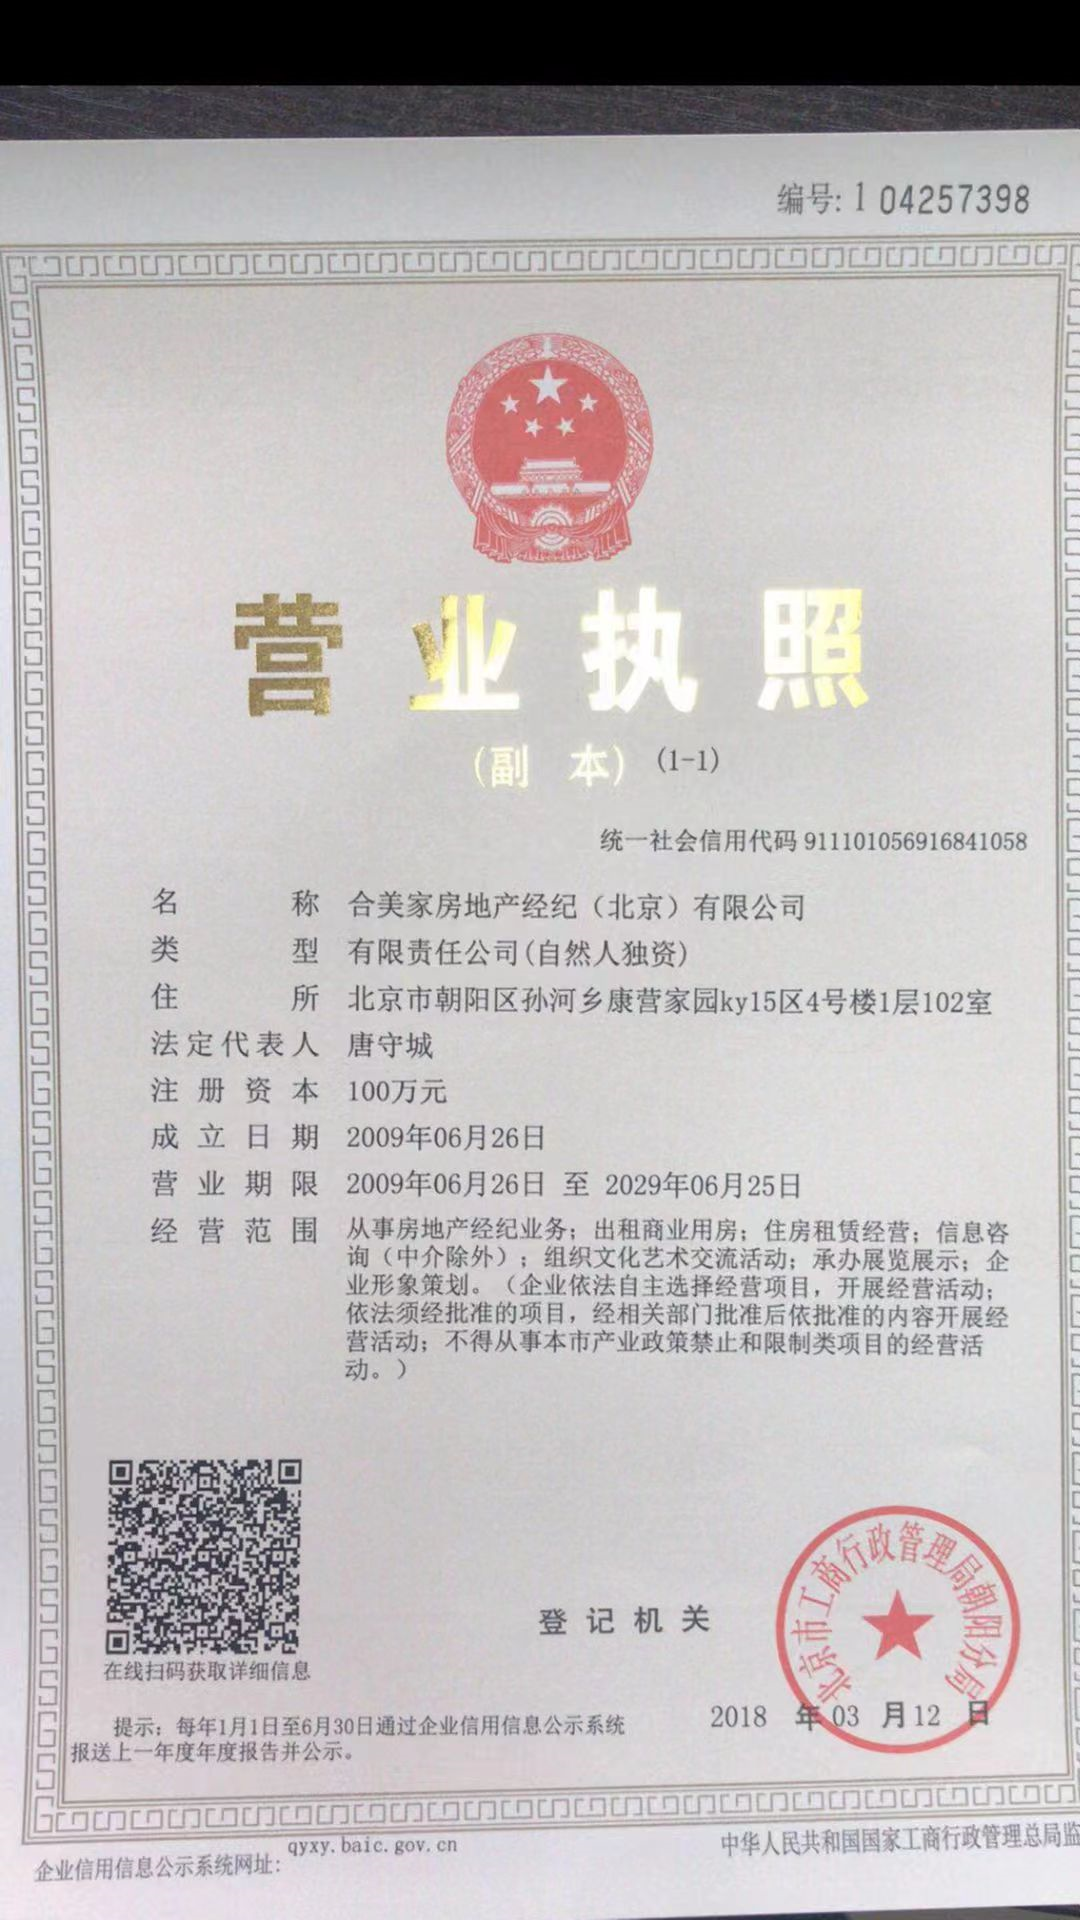 编号: 1 04257398
营业执照
(副 本) (1-1)
统一社会信用代码 911101056916841058
名 称 合美家房地产经纪（北京）有限公司
类 型 有限责任公司(自然人独资)
住 所 北京市朝阳区孙河乡康营家园ky15区4号楼1层102室
法定代表人 唐守城
注 册 资 本 100万元
成 立 日 期 2009年06月26日
营 业 期 限 2009年06月26日 至 2029年06月25日
经 营 范 围 从事房地产经纪业务；出租商业用房；住房租赁经营；信息咨
询（中介除外）；组织文化艺术交流活动；承办展览展示；企
业形象策划。（企业依法自主选择经营项目，开展经营活动；
依法须经批准的项目，经相关部门批准后依批准的内容开展经
营活动；不得从事本市产业政策禁止和限制类项目的经营活
动。）
在线扫码获取详细信息
登 记 机 关
北京市工商行政管理局朝阳分局
2018 年 03 月 12 日
提示：每年1月1日至6月30日通过企业信用信息公示系统
报送上一年度年度报告并公示。
企业信用信息公示系统网址: qyxy.baic.gov.cn
中华人民共和国国家工商行政管理总局监